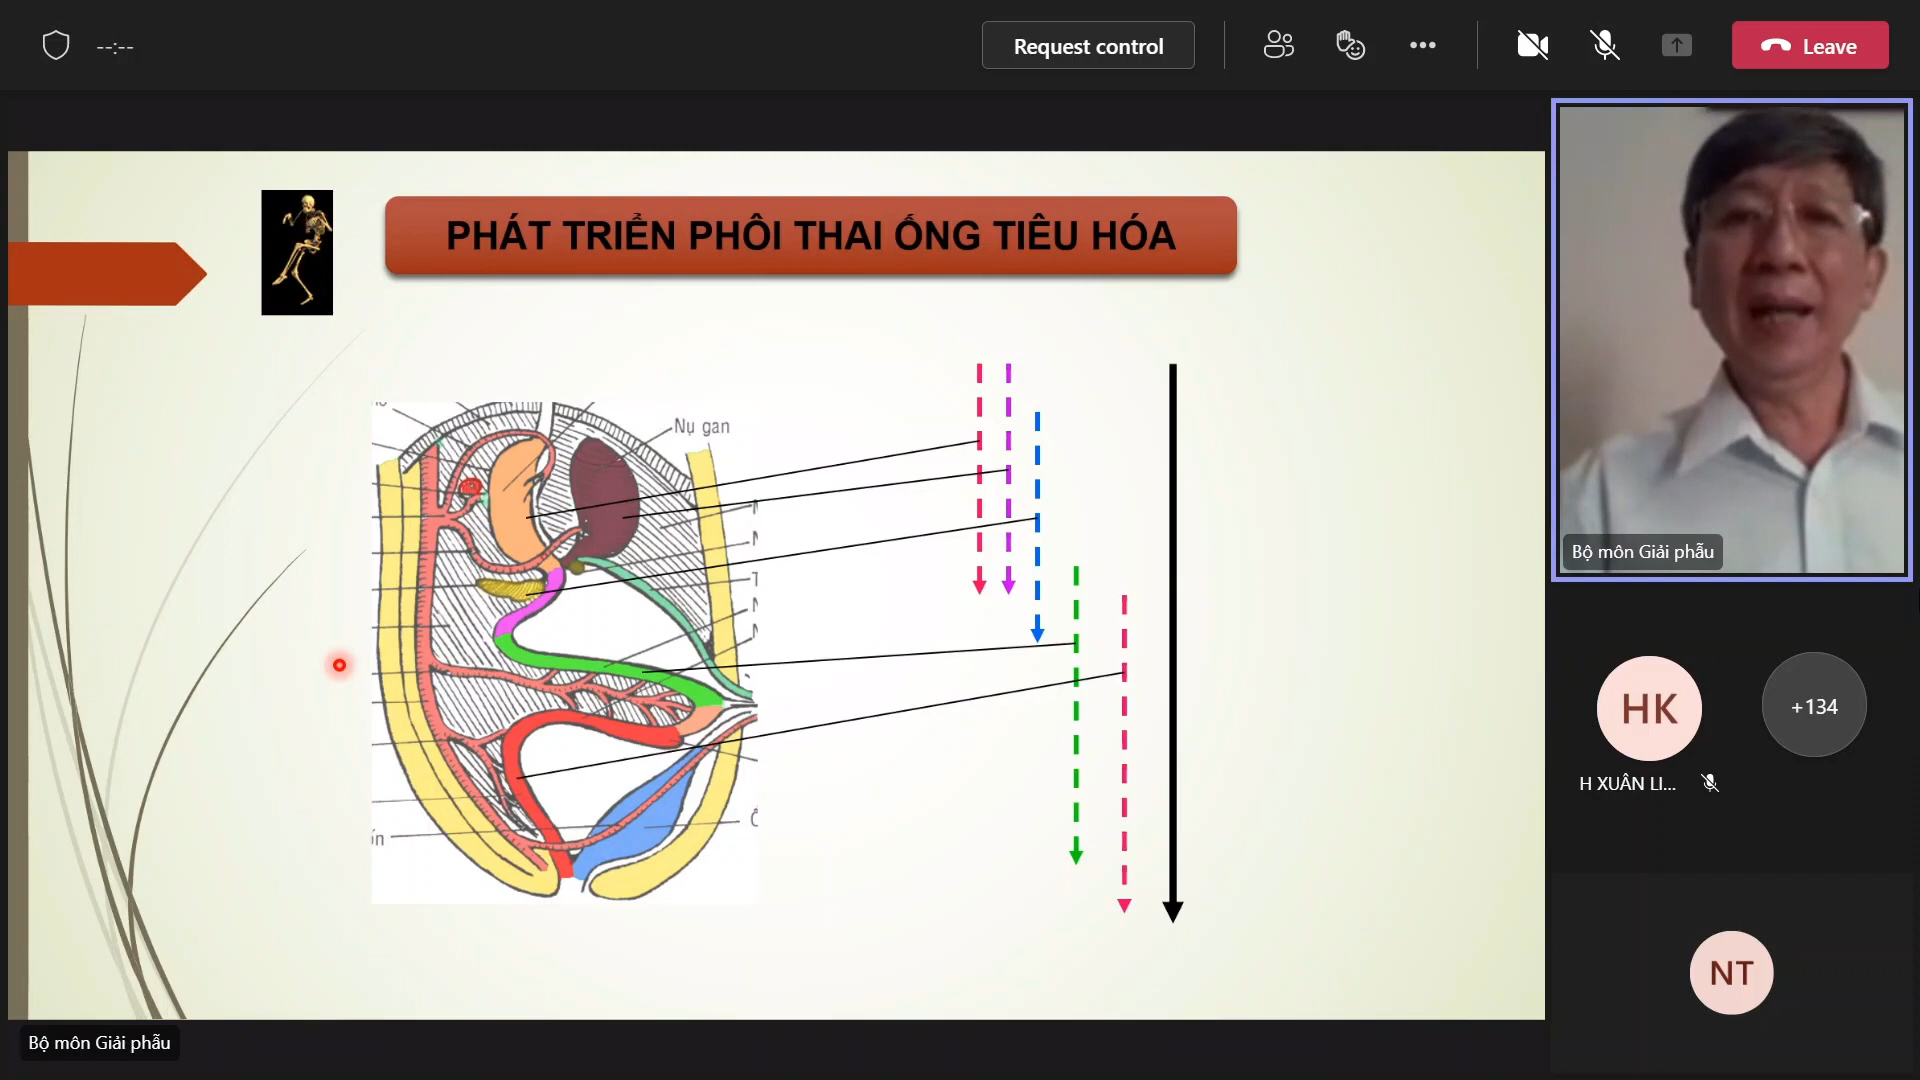 --:--
Request control
Leave
PHÁT TRIỂN PHÔI THAI ỐNG TIÊU HÓA
Nụ gan
Bộ môn Giải phẫu
HK
+134
H XUÂN LI...
NT
Bộ môn Giải phẫu